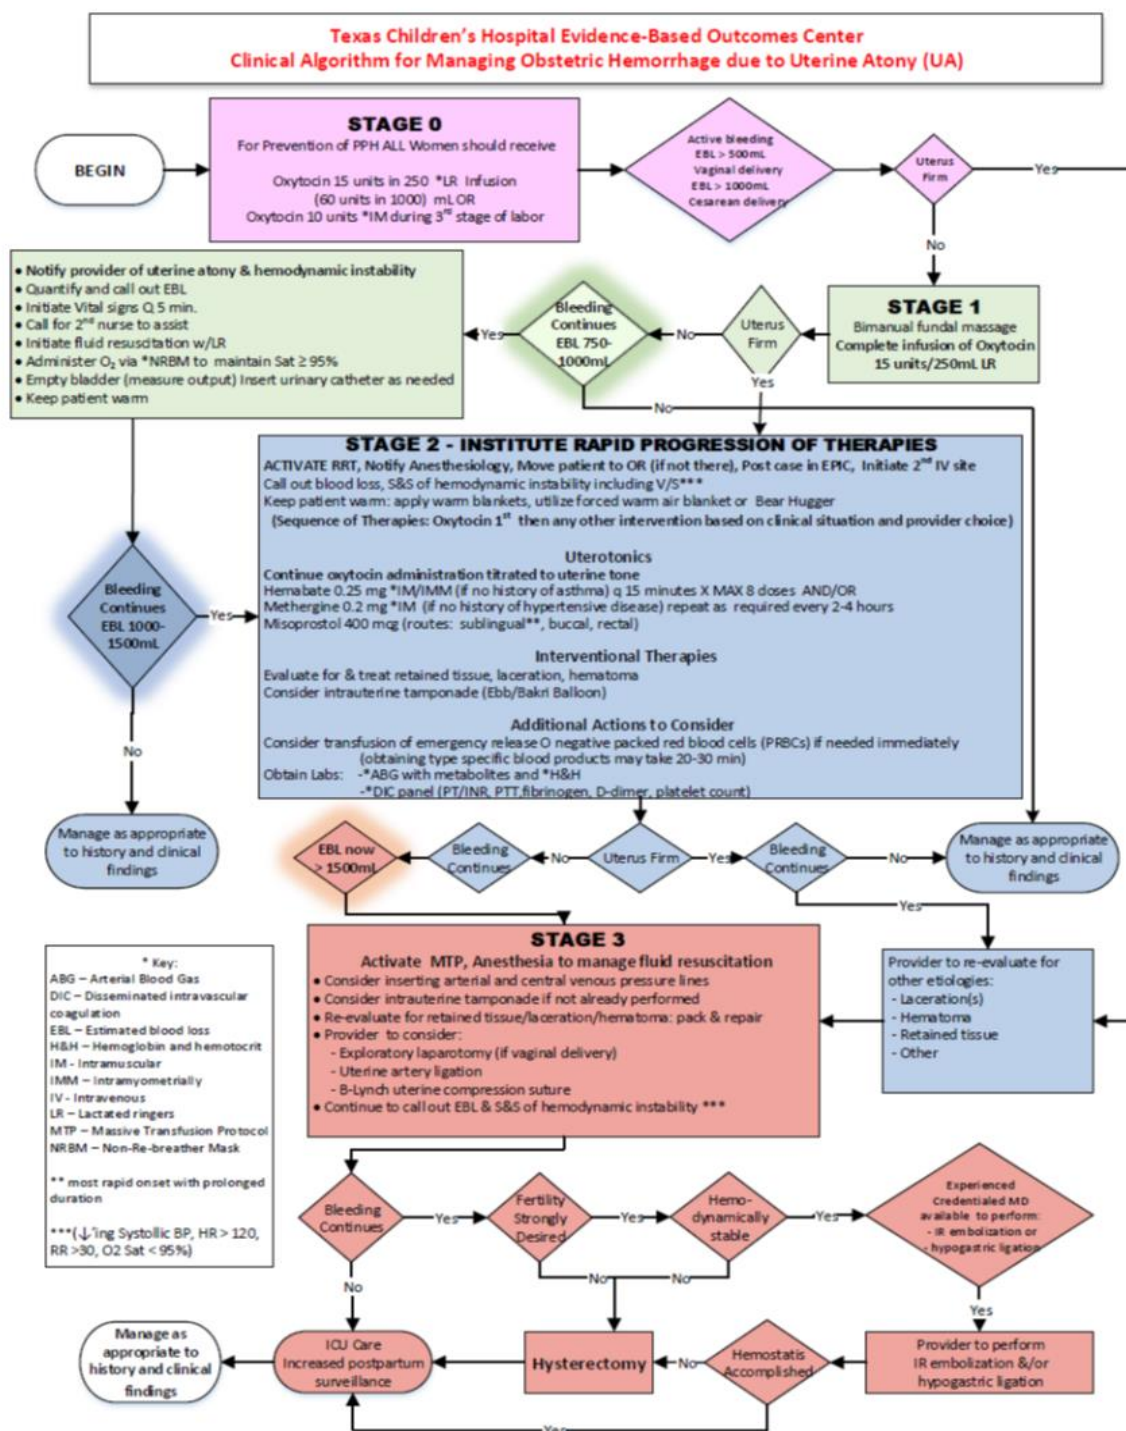 Texas Children's Hospital Evidence-Based Outcomes Center
Clinical Algorithm for Managing Obstetric Hemorrhage due to Uterine Atony (UA)
BEGIN
STAGE 0
For Prevention of PPH ALL Women should receive
Oxytocin 15 units in 250 *LR Infusion
(60 units in 1000) mL OR
Oxytocin 10 units *IM during 3rd stage of labor
Active bleeding
EBL > 500mL
Vaginal delivery
EBL > 1000mL
Cesarean delivery
Uterus
Firm
Yes
No
STAGE 1
Bimanual fundal massage
Complete infusion of Oxytocin
15 units/250mL LR
Uterus
Firm
No
Yes
Bleeding
Continues
EBL 750-
1000mL
Yes
No
• Notify provider of uterine atony & hemodynamic instability
• Quantify and call out EBL
• Initiate Vital signs Q 5 min.
• Call for 2nd nurse to assist
• Initiate fluid resuscitation w/LR
• Administer O₂ via *NRBM to maintain Sat ≥ 95%
• Empty bladder (measure output) Insert urinary catheter as needed
• Keep patient warm
Bleeding
Continues
EBL 1000-
1500mL
Yes
No
Manage as appropriate
to history and clinical
findings
STAGE 2 - INSTITUTE RAPID PROGRESSION OF THERAPIES
ACTIVATE RRT, Notify Anesthesiology, Move patient to OR (if not there), Post case in EPIC, Initiate 2nd IV site
Call out blood loss, S&S of hemodynamic instability including V/S***
Keep patient warm: apply warm blankets, utilize forced warm air blanket or Bear Hugger
(Sequence of Therapies: Oxytocin 1st then any other intervention based on clinical situation and provider choice)
Uterotonics
Continue oxytocin administration titrated to uterine tone
Hemabate 0.25 mg *IM/IMM (if no history of asthma) q 15 minutes X MAX 8 doses AND/OR
Methergine 0.2 mg *IM (if no history of hypertensive disease) repeat as required every 2-4 hours
Misoprostol 400 mcg (routes: sublingual**, buccal, rectal)
Interventional Therapies
Evaluate for & treat retained tissue, laceration, hematoma
Consider intrauterine tamponade (Ebb/Bakri Balloon)
Additional Actions to Consider
Consider transfusion of emergency release O negative packed red blood cells (PRBCs) if needed immediately
(obtaining type specific blood products may take 20-30 min)
Obtain Labs: -*ABG with metabolites and *H&H
-*DIC panel (PT/INR, PTT,fibrinogen, D-dimer, platelet count)
EBL now
> 1500mL
Bleeding
Continues
No
Uterus Firm
Yes
Bleeding
Continues
No
Manage as appropriate
to history and clinical
findings
Yes
STAGE 3
Activate MTP, Anesthesia to manage fluid resuscitation
• Consider inserting arterial and central venous pressure lines
• Consider intrauterine tamponade if not already performed
• Re-evaluate for retained tissue/laceration/hematoma: pack & repair
• Provider to consider:
- Exploratory laparotomy (if vaginal delivery)
- Uterine artery ligation
- B-Lynch uterine compression suture
• Continue to call out EBL & S&S of hemodynamic instability ***
Provider to re-evaluate for
other etiologies:
- Laceration(s)
- Hematoma
- Retained tissue
- Other
* Key:
ABG – Arterial Blood Gas
DIC – Disseminated intravascular
coagulation
EBL – Estimated blood loss
H&H – Hemoglobin and hemotocrit
IM - Intramuscular
IMM – Intramyometrially
IV - Intravenous
LR – Lactated ringers
MTP – Massive Transfusion Protocol
NRBM – Non-Re-breather Mask
** most rapid onset with prolonged
duration
***(↓'ing Systollic BP, HR > 120,
RR >30, O2 Sat < 95%)
Bleeding
Continues
Yes
Fertility
Strongly
Desired
Yes
Hemo-
dynamically
stable
Yes
Experienced
Credentialed MD
available to perform:
- IR embolization or
- hypogastric ligation
No
No
No
Yes
Manage as
appropriate to
history and clinical
findings
ICU Care
Increased postpartum
surveillance
Hysterectomy
No
Hemostatis
Accomplished
Provider to perform
IR embolization &/or
hypogastric ligation
Yes